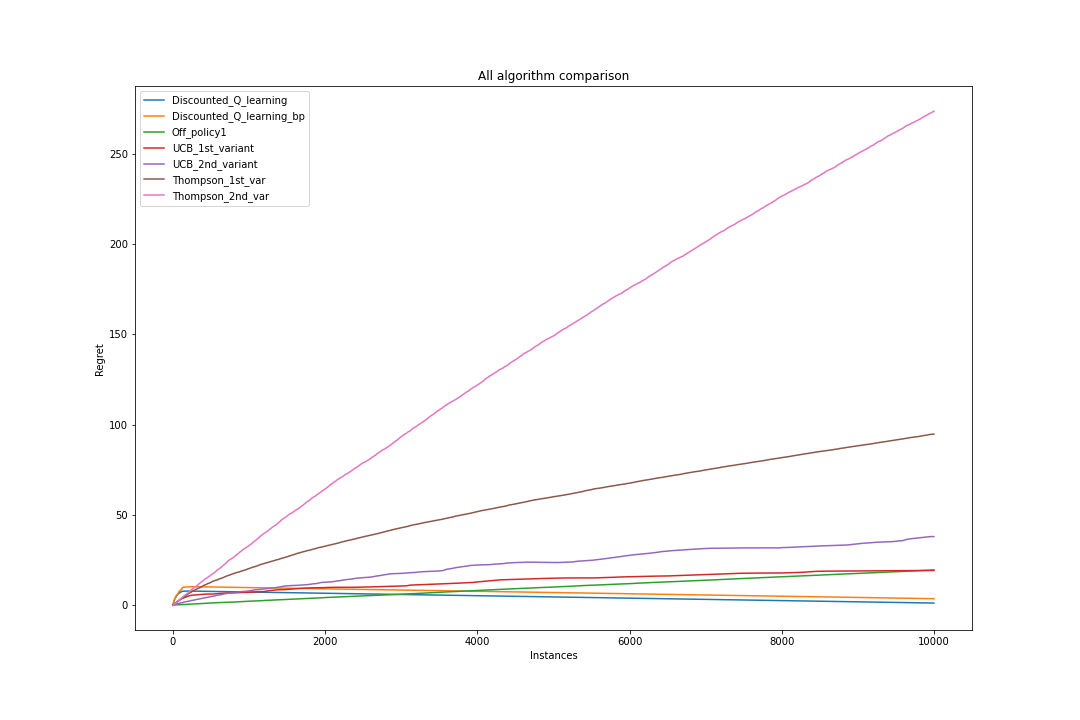 All algorithm comparison
Discounted_Q_learning
Discounted_Q_learning_bp
Off_policy1
UCB_1st_variant
UCB_2nd_variant
Thompson_1st_var
Thompson_2nd_var
250
200
150
100
50
0
Regret
0 2000 4000 6000 8000 10000
Instances